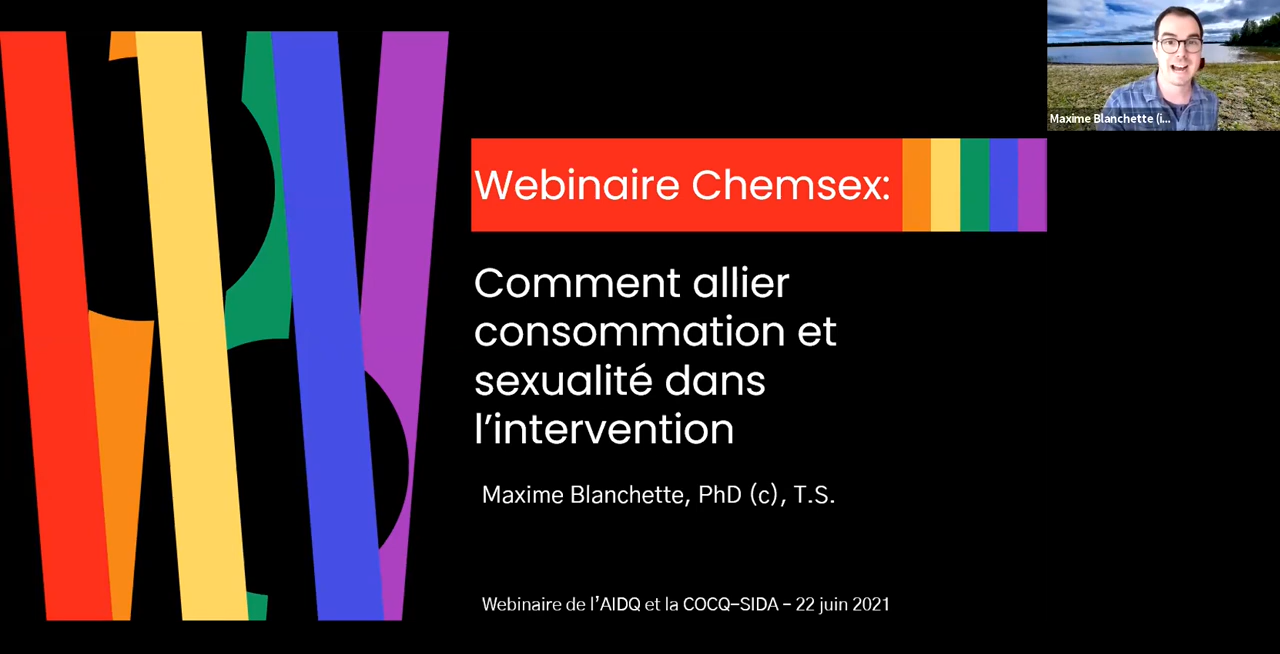 Maxime Blanchette (i...
Webinaire Chemsex:
Comment allier
consommation et
sexualité dans
l’intervention
Maxime Blanchette, PhD (c), T.S.
Webinaire de l’AIDQ et la COCQ-SIDA - 22 juin 2021